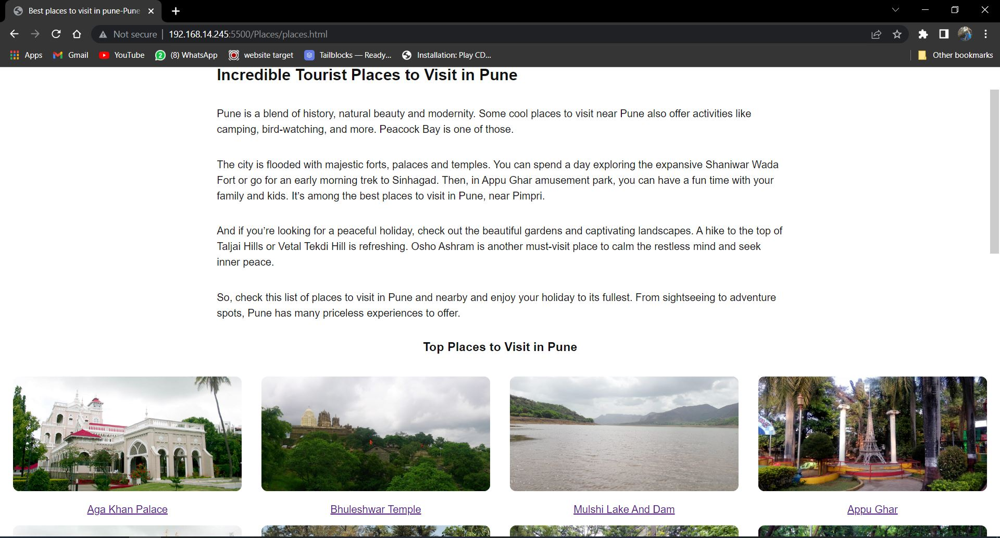 Best places to visit in pune-Pune
Not secure 192.168.14.245:5500/Places/places.html
Apps Gmail YouTube 2 (8) WhatsApp website target Tailblocks — Ready... Installation: Play CD... Other bookmarks
Incredible Tourist Places to Visit in Pune
Pune is a blend of history, natural beauty and modernity. Some cool places to visit near Pune also offer activities like
camping, bird-watching, and more. Peacock Bay is one of those.
The city is flooded with majestic forts, palaces and temples. You can spend a day exploring the expansive Shaniwar Wada
Fort or go for an early morning trek to Sinhagad. Then, in Appu Ghar amusement park, you can have a fun time with your
family and kids. It’s among the best places to visit in Pune, near Pimpri.
And if you’re looking for a peaceful holiday, check out the beautiful gardens and captivating landscapes. A hike to the top of
Taljai Hills or Vetal Tekdi Hill is refreshing. Osho Ashram is another must-visit place to calm the restless mind and seek
inner peace.
So, check this list of places to visit in Pune and nearby and enjoy your holiday to its fullest. From sightseeing to adventure
spots, Pune has many priceless experiences to offer.
Top Places to Visit in Pune
Aga Khan Palace
Bhuleshwar Temple
Mulshi Lake And Dam
Appu Ghar